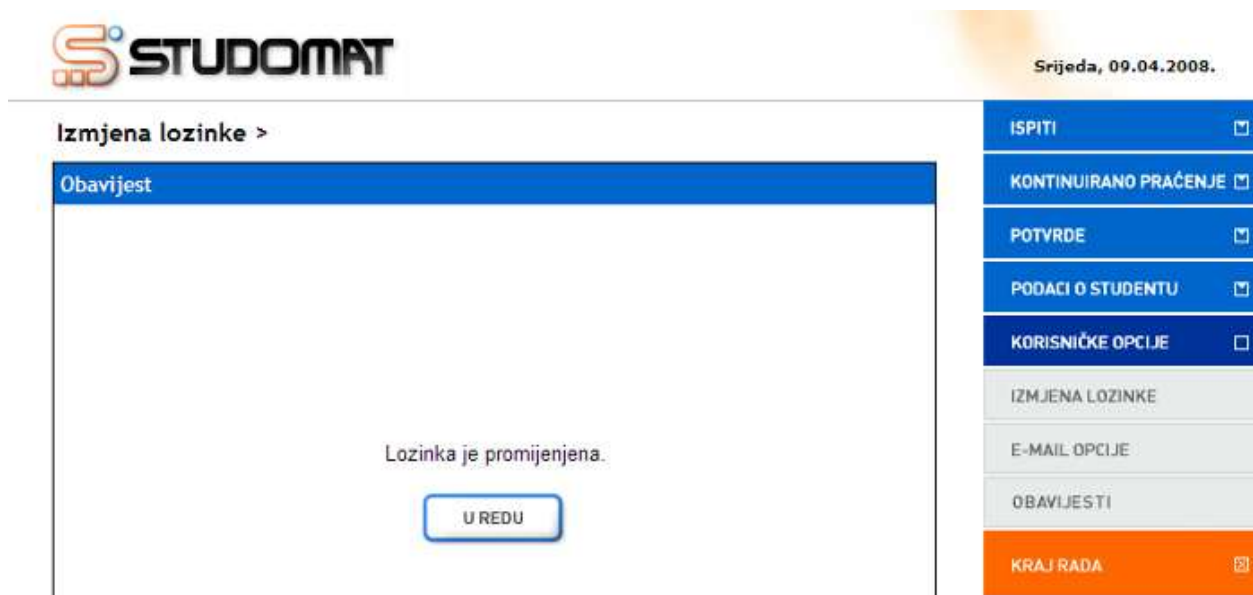 STUDOMAT
Srijeda, 09.04.2008.
Izmjena lozinke >
Obavijest
Lozinka je promijenjena.
U REDU
ISPITI
KONTINUIRANO PRAĆENJE
POTVRDE
PODACI O STUDENTU
KORISNIČKE OPCIJE
IZMJENA LOZINKE
E-MAIL OPCIJE
OBAVIJESTI
KRAJ RADA